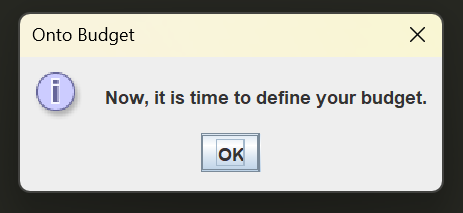 Onto Budget
Now, it is time to define your budget.
OK